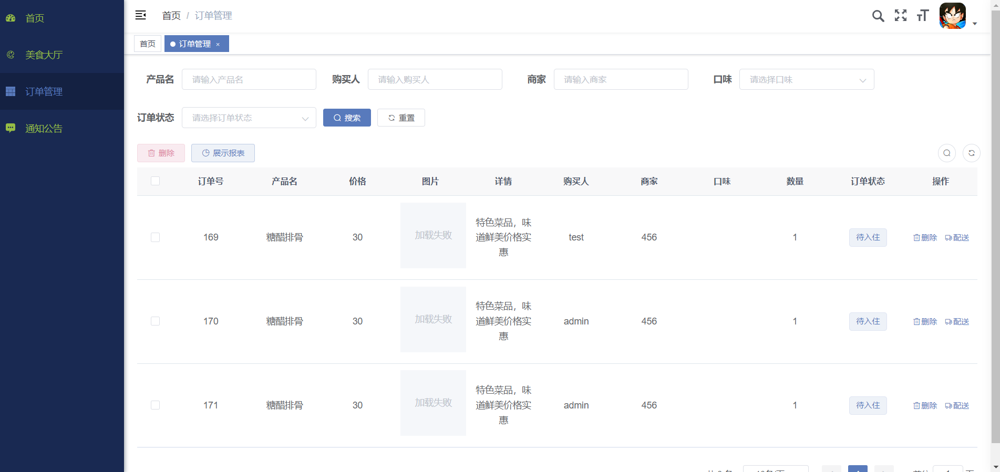 首页
美食大厅
订单管理
通知公告
首页 / 订单管理
首页
订单管理 ×
产品名 请输入产品名 购买人 请输入购买人 商家 请输入商家 口味 请选择口味
订单状态 请选择订单状态 搜索 重置
删除 展示报表
订单号 产品名 价格 图片 详情 购买人 商家 口味 数量 订单状态 操作
169 糖醋排骨 30 加载失败 特色菜品，味
道鲜美价格实
惠
test 456 1 待入住 删除 配送
170 糖醋排骨 30 加载失败 特色菜品，味
道鲜美价格实
惠
admin 456 1 待入住 删除 配送
171 糖醋排骨 30 加载失败 特色菜品，味
道鲜美价格实
惠
admin 456 1 待入住 删除 配送